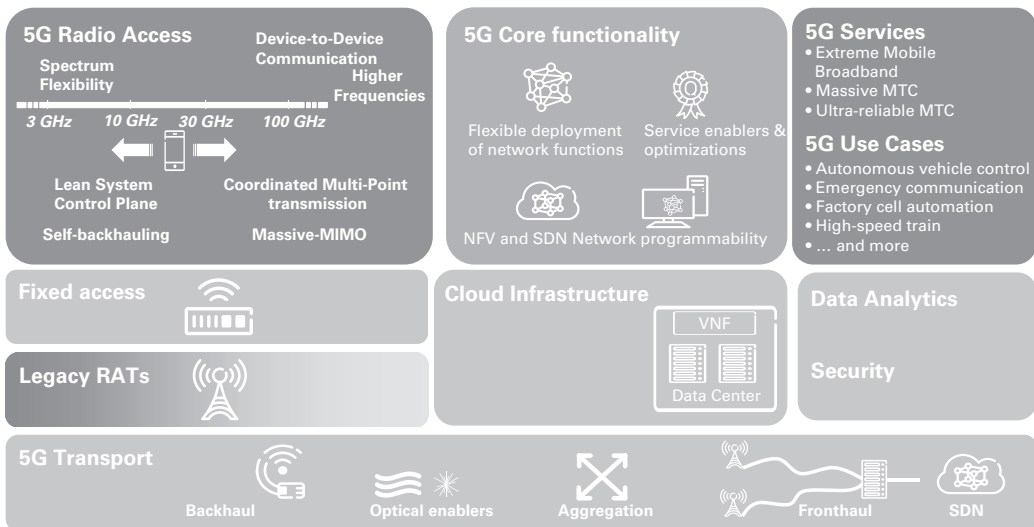 5G Radio Access
Device-to-Device
Communication
Spectrum
Flexibility
Higher
Frequencies
3 GHz 10 GHz 30 GHz 100 GHz
Lean System
Control Plane
Coordinated Multi-Point
transmission
Self-backhauling
Massive-MIMO
5G Core functionality
Flexible deployment
of network functions
Service enablers &
optimizations
NFV and SDN Network programmability
5G Services
• Extreme Mobile
Broadband
• Massive MTC
• Ultra-reliable MTC
5G Use Cases
• Autonomous vehicle control
• Emergency communication
• Factory cell automation
• High-speed train
• … and more
Fixed access
Legacy RATs
Cloud Infrastructure
VNF
Data Center
Data Analytics
Security
5G Transport
Backhaul
Optical enablers
Aggregation
Fronthaul
SDN